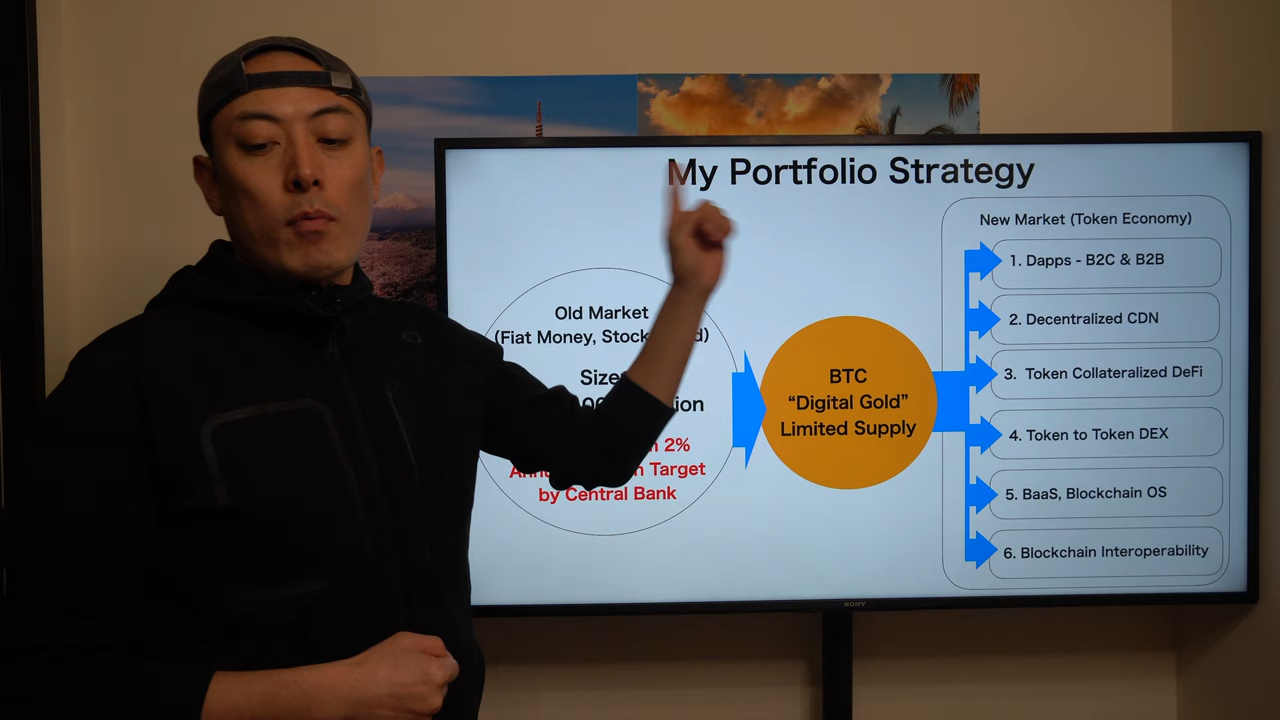 My Portfolio Strategy
Old Market
(Fiat Money, Stock
Size
by Central Bank
2%
Target
BTC
“Digital Gold”
Limited Supply
New Market (Token Economy)
1. Dapps - B2C & B2B
2. Decentralized CDN
3. Token Collateralized DeFi
4. Token to Token DEX
5. BaaS, Blockchain OS
6. Blockchain Interoperability
SONY